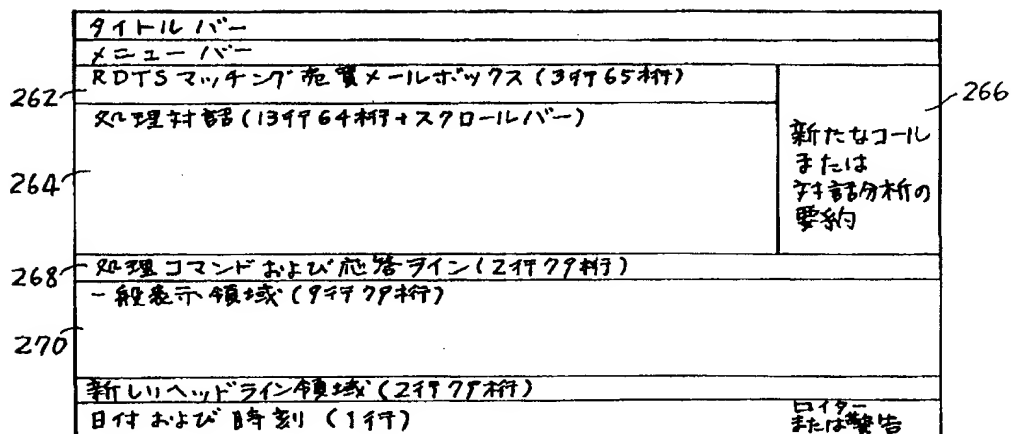 タイトル バー
メニュー バー
RDTSマッチング売買メールボックス(3行65桁)
262
処理対話(13行64桁+スクロールバー)
266
新たなコール
または
対話分析の
要約
264
268
処理コマンドおよび応答ライン(2行79桁)
一般表示領域(9行79桁)
270
新しいヘッドライン領域(2行79桁)
日付および時刻(1行)
ロイター
または警告